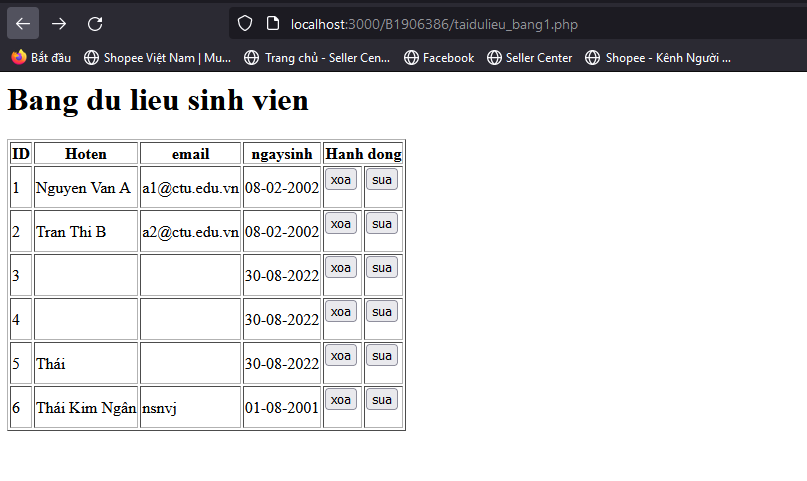 localhost:3000/B1906386/taidulieu_bang1.php
Bắt đầu Shopee Việt Nam | Mu... Trang chủ - Seller Cen... Facebook Seller Center Shopee - Kênh Người ...
Bang du lieu sinh vien
ID Hoten email ngaysinh Hanh dong
1 Nguyen Van A a1@ctu.edu.vn 08-02-2002 xoa sua
2 Tran Thi B a2@ctu.edu.vn 08-02-2002 xoa sua
3 30-08-2022 xoa sua
4 30-08-2022 xoa sua
5 Thái 30-08-2022 xoa sua
6 Thái Kim Ngân nsnvj 01-08-2001 xoa sua